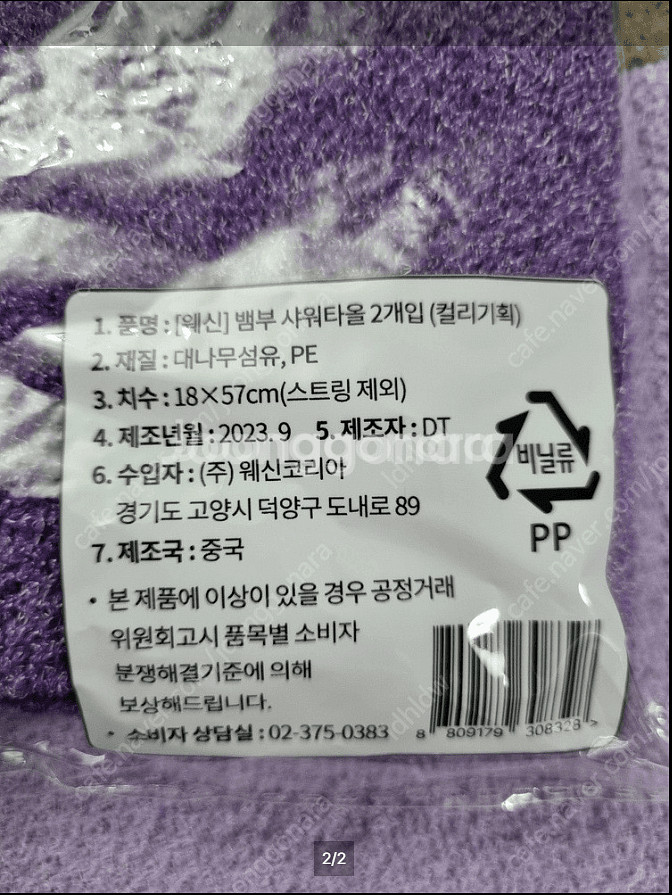 1. 품명 : [웨신] 뱀부 샤워타올 2개입 (컬리기획)
2. 재질 : 대나무섬유, PE
3. 치수 : 18×57cm(스트링 제외)
4. 제조년월 : 2023. 9 5. 제조자 : DT
6. 수입자 : (주) 웨신코리아
경기도 고양시 덕양구 도내로 89
7. 제조국 : 중국
비닐류
PP
• 본 제품에 이상이 있을 경우 공정거래
위원회고시 품목별 소비자
분쟁해결기준에 의해
보상해드립니다.
• 소비자 상담실 : 02-375-0383
8 809179 308328 >
joonggonara
cafe.naver.com/joonggonara
2/2